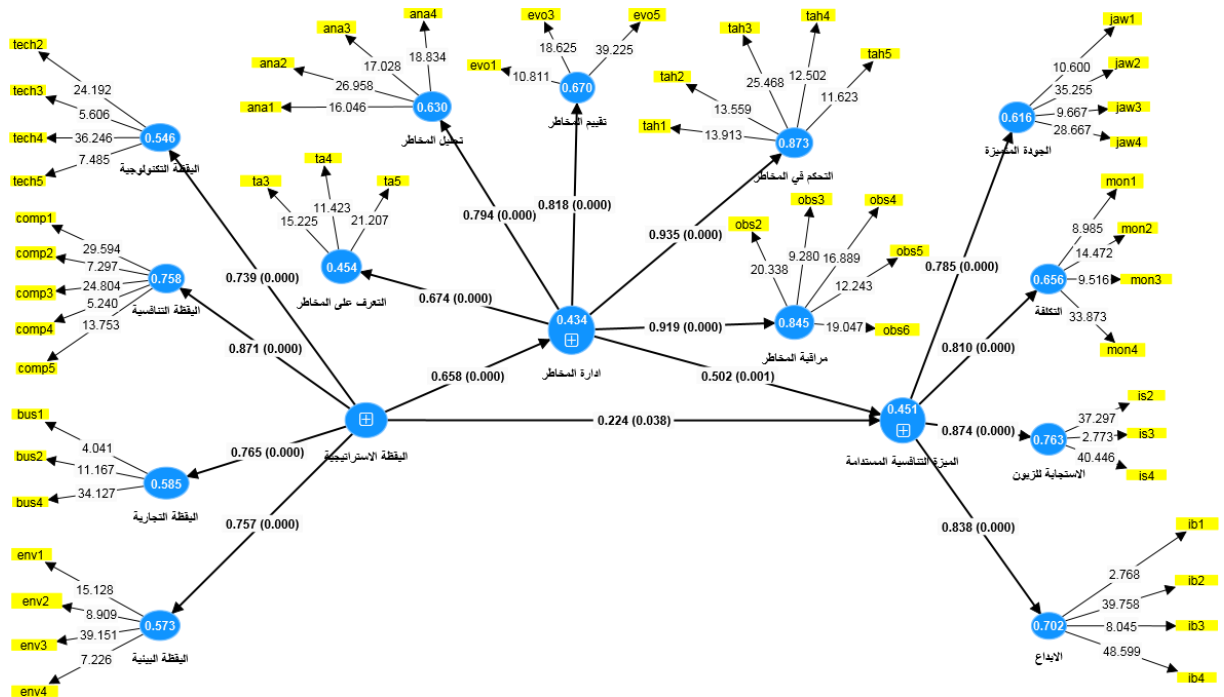 tech2
tech3
tech4
tech5
24.192
5.606
36.246
7.485
0.546
اليقظة التكنولوجية
comp1
comp2
comp3
comp4
comp5
29.594
7.297
24.804
5.240
13.753
0.758
اليقظة التنافسية
bus1
bus2
bus4
4.041
11.167
34.127
0.585
اليقظة التجارية
env1
env2
env3
env4
15.128
8.909
39.151
7.226
0.573
اليقظة البيئية
0.739 (0.000)
0.871 (0.000)
0.765 (0.000)
0.757 (0.000)
اليقظة الاستراتيجية
0.658 (0.000)
0.224 (0.038)
ana1
ana2
ana3
ana4
16.046
26.958
17.028
18.834
0.630
تحليل المخاطر
ta3
ta4
ta5
15.225
11.423
21.207
0.454
التعرف على المخاطر
evo1
evo3
evo5
10.811
18.625
39.225
0.670
تقييم المخاطر
tah1
tah2
tah3
tah4
tah5
13.913
13.559
25.468
12.502
11.623
0.873
التحكم في المخاطر
obs2
obs3
obs4
obs5
obs6
20.338
9.280
16.889
12.243
19.047
0.845
مراقبة المخاطر
0.794 (0.000)
0.818 (0.000)
0.935 (0.000)
0.674 (0.000)
0.919 (0.000)
0.434
ادارة المخاطر
0.502 (0.001)
0.451
الميزة التنافسية المستدامة
0.785 (0.000)
0.810 (0.000)
0.874 (0.000)
0.838 (0.000)
jaw1
jaw2
jaw3
jaw4
10.600
35.255
9.667
28.667
0.616
الجودة المتميزة
mon1
mon2
mon3
mon4
8.985
14.472
9.516
33.873
0.656
التكلفة
is2
is3
is4
37.297
2.773
40.446
0.763
الاستجابة للزبون
ib1
ib2
ib3
ib4
2.768
39.758
8.045
48.599
0.702
الابداع